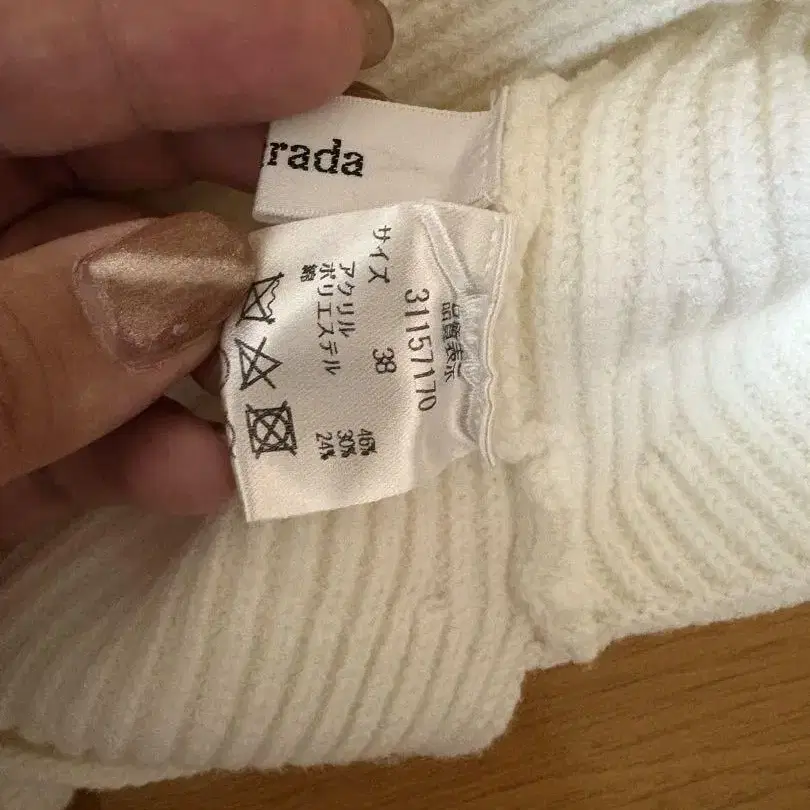 rada
品質表示
31157170
サイズ 38
アクリル 46%
ポリエステル 30%
綿 24%